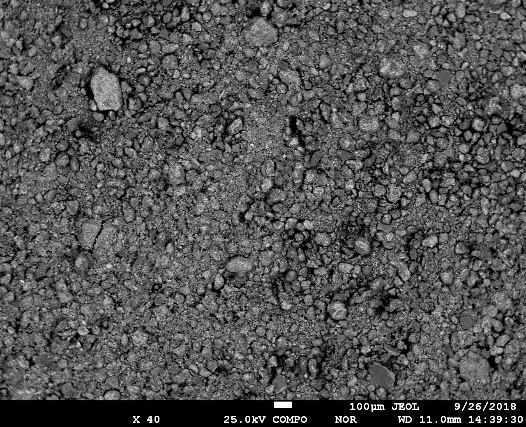 100μm JEOL 9/26/2018
X 40 25.0kV COMPO NOR WD 11.0mm 14:39:30